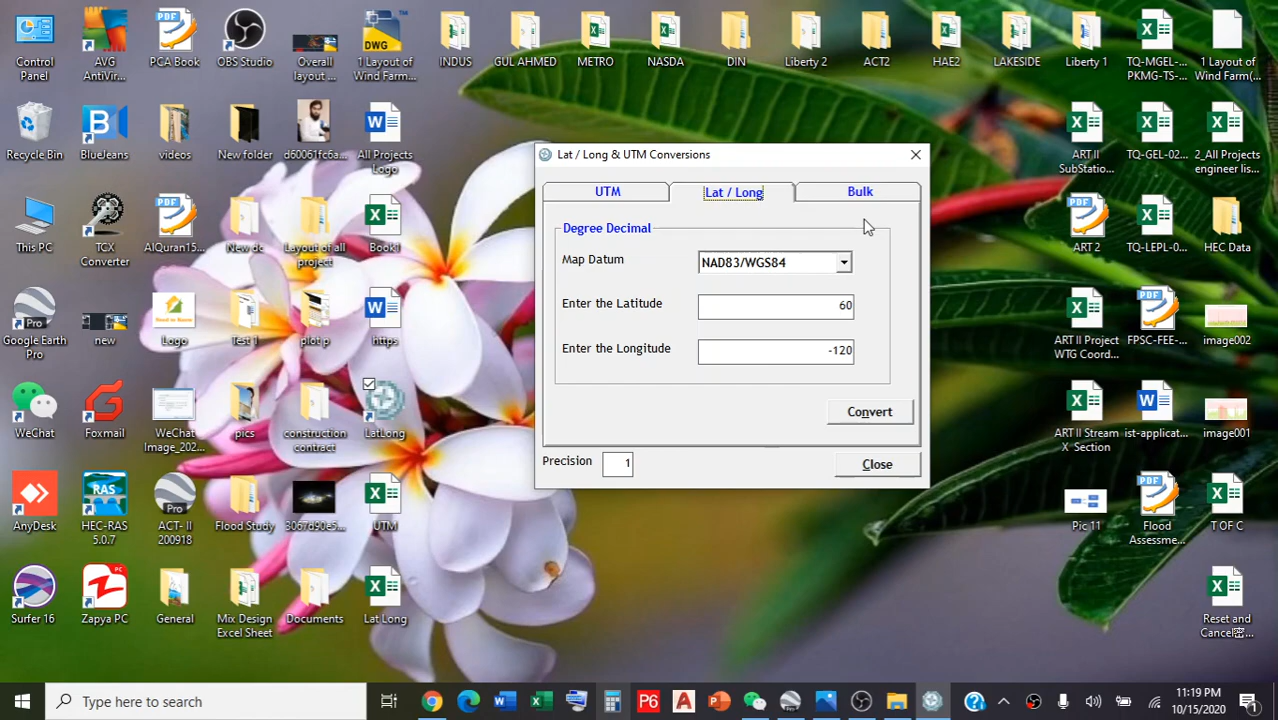 Control
Panel
AVG
AntiVir...
PCA Book
OBS Studio
Overall
layout ...
DWG
1 Layout of
Wind Farm...
INDUS
GUL AHMED
METRO
NASDA
DIN
Liberty 2
ACT2
HAE2
LAKESIDE
Liberty 1
TQ-MGEL-...
PKMG-TS-...
1 Layout of
Wind Farm(...
Recycle Bin
BlueJeans
videos
New folder
d60061fc6a...
All Projects
Logo
ART II
SubStation...
TQ-GEL-02...
2_All Projects
engineer lis...
This PC
TCX
Converter
AlQuran15...
New dc
Layout of all
project
Book1
ART 2
TQ-LEPL-0...
HEC Data
Google Earth
Pro
new
Logo
Test 1
plot p
https
ART II Project
WTG Coord...
FPSC-FEE-...
image002
WeChat
Foxmail
WeChat
Image_202...
pics
construction
contract
LatLong
ART II Stream
X Section
ist-applicat...
image001
AnyDesk
HEC-RAS
5.0.7
ACT- II
200918
Flood Study
3067d90e5...
UTM
Pic 11
Flood
Assessme...
T OF C
Surfer 16
Zapya PC
General
Mix Design
Excel Sheet
Documents
Lat Long
Reset and
Cancel...
Lat / Long & UTM Conversions
UTM
Lat / Long
Bulk
Degree Decimal
Map Datum
NAD83/WGS84
Enter the Latitude
60
Enter the Longitude
-120
Convert
Precision
1
Close
Type here to search
11:19 PM
10/15/2020